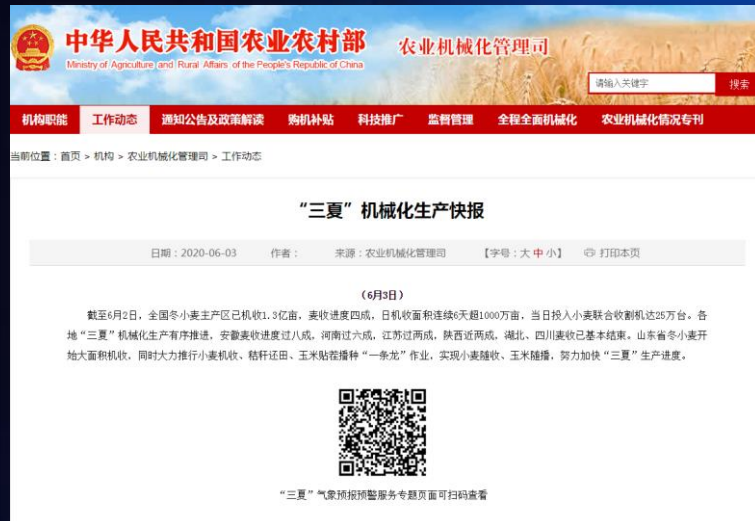 中华人民共和国农业农村部 农业机械化管理司
Ministry of Agriculture and Rural Affairs of the People's Republic of China
请输入关键字 搜索
机构职能 工作动态 通知公告及政策解读 购机补贴 科技推广 监督管理 全程全面机械化 农业机械化情况专刊
当前位置：首页 > 机构 > 农业机械化管理司 > 工作动态
“三夏”机械化生产快报
日期：2020-06-03 作者： 来源：农业机械化管理司 【字号：大 中 小】 打印本页
（6月3日）
截至6月2日，全国冬小麦主产区已机收1.3亿亩，麦收进度四成，日机收面积连续6天超1000万亩，当日投入小麦联合收割机达25万台。各
地“三夏”机械化生产有序推进，安徽麦收进度过八成，河南过六成，江苏过两成，陕西近两成，湖北、四川麦收已基本结束。山东省冬小麦开
始大面积机收，同时大力推行小麦机收、秸秆还田、玉米贴茬播种“一条龙”作业，实现小麦随收、玉米随播，努力加快“三夏”生产进度。
“三夏”气象预报预警服务专题页面可扫码查看